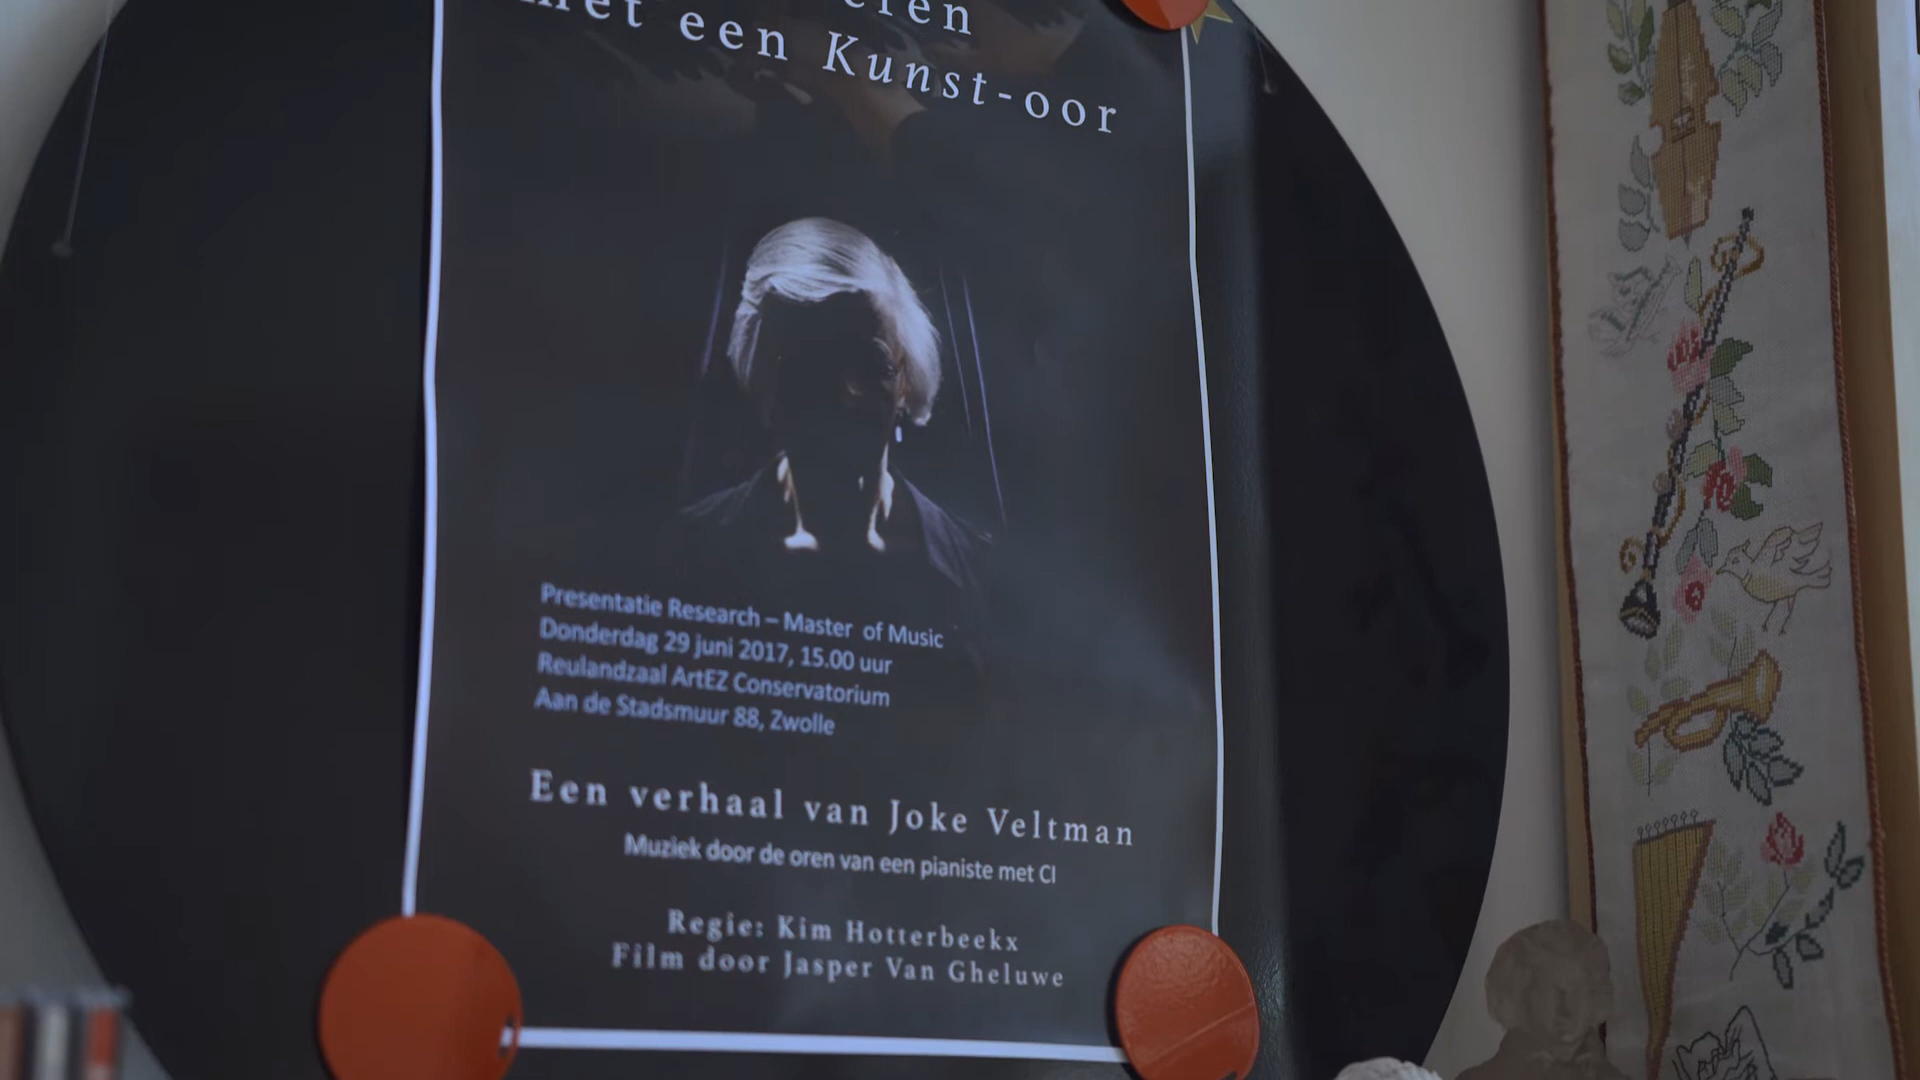 met een Kunst-oor
Presentatie Research – Master of Music
Donderdag 29 juni 2017, 15.00 uur
Reulandzaal ArtEZ Conservatorium
Aan de Stadsmuur 88, Zwolle
Een verhaal van Joke Veltman
Muziek door de oren van een pianiste met CI
Regie: Kim Hotterbeekx
Film door Jasper Van Gheluwe